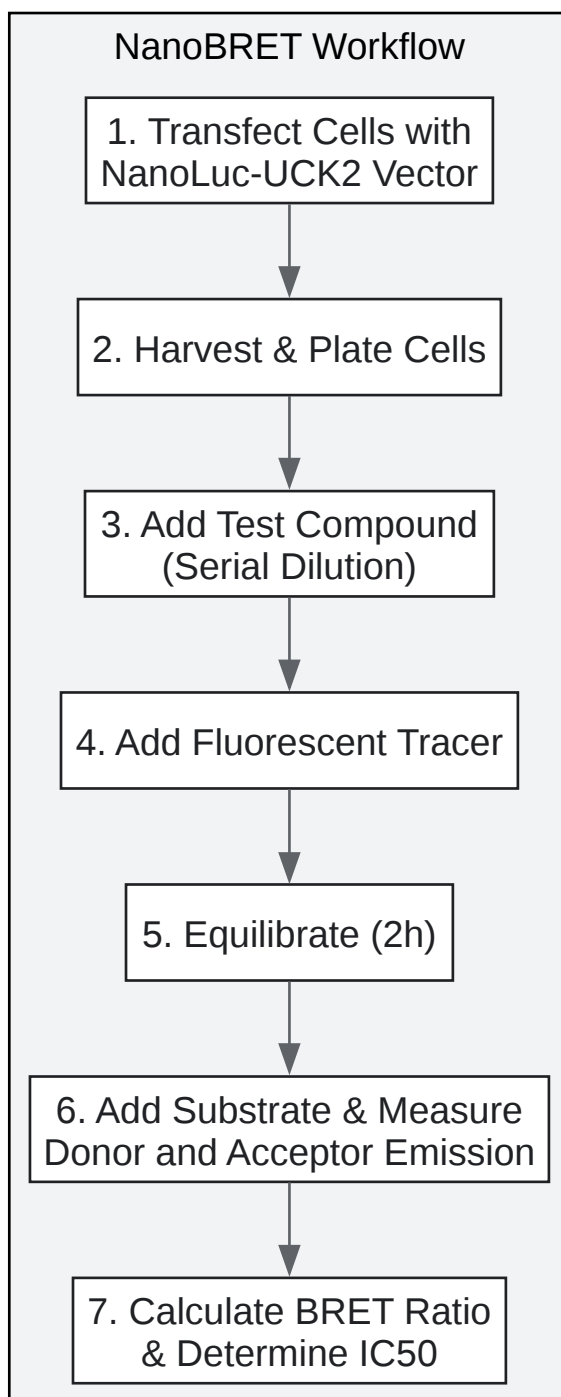 NanoBRET Workflow
1. Transfect Cells with
NanoLuc-UCK2 Vector
2. Harvest & Plate Cells
3. Add Test Compound
(Serial Dilution)
4. Add Fluorescent Tracer
5. Equilibrate (2h)
6. Add Substrate & Measure
Donor and Acceptor Emission
7. Calculate BRET Ratio
& Determine IC50